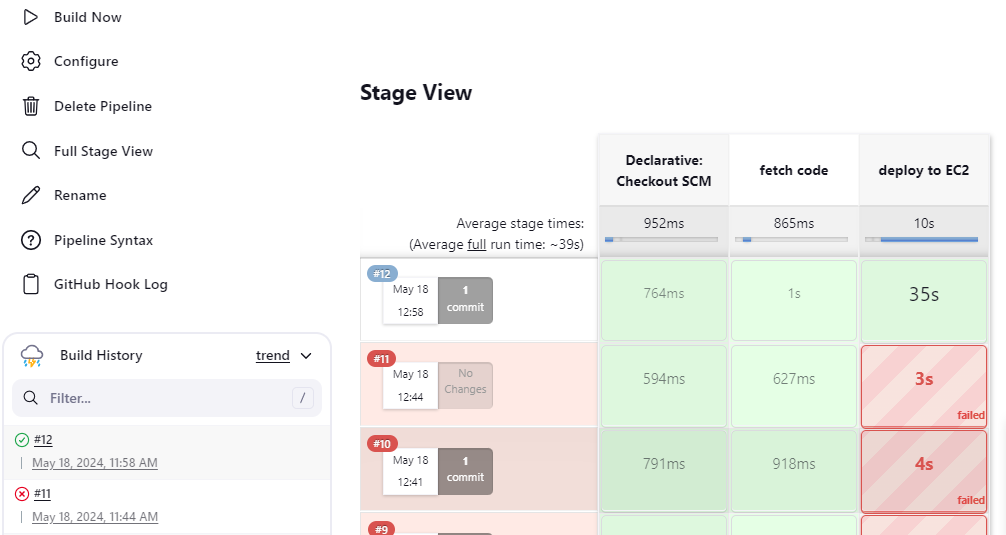 Build Now
Configure
Delete Pipeline
Full Stage View
Rename
Pipeline Syntax
GitHub Hook Log
Build History
trend
Filter...
/
#12
May 18, 2024, 11:58 AM
#11
May 18, 2024, 11:44 AM
Stage View
Declarative:
Checkout SCM
fetch code
deploy to EC2
Average stage times:
(Average full run time: ~39s)
952ms
865ms
10s
#12
May 18
12:58
1
commit
764ms
1s
35s
#11
May 18
12:44
No
Changes
594ms
627ms
3s
failed
#10
May 18
12:41
1
commit
791ms
918ms
4s
failed
#9